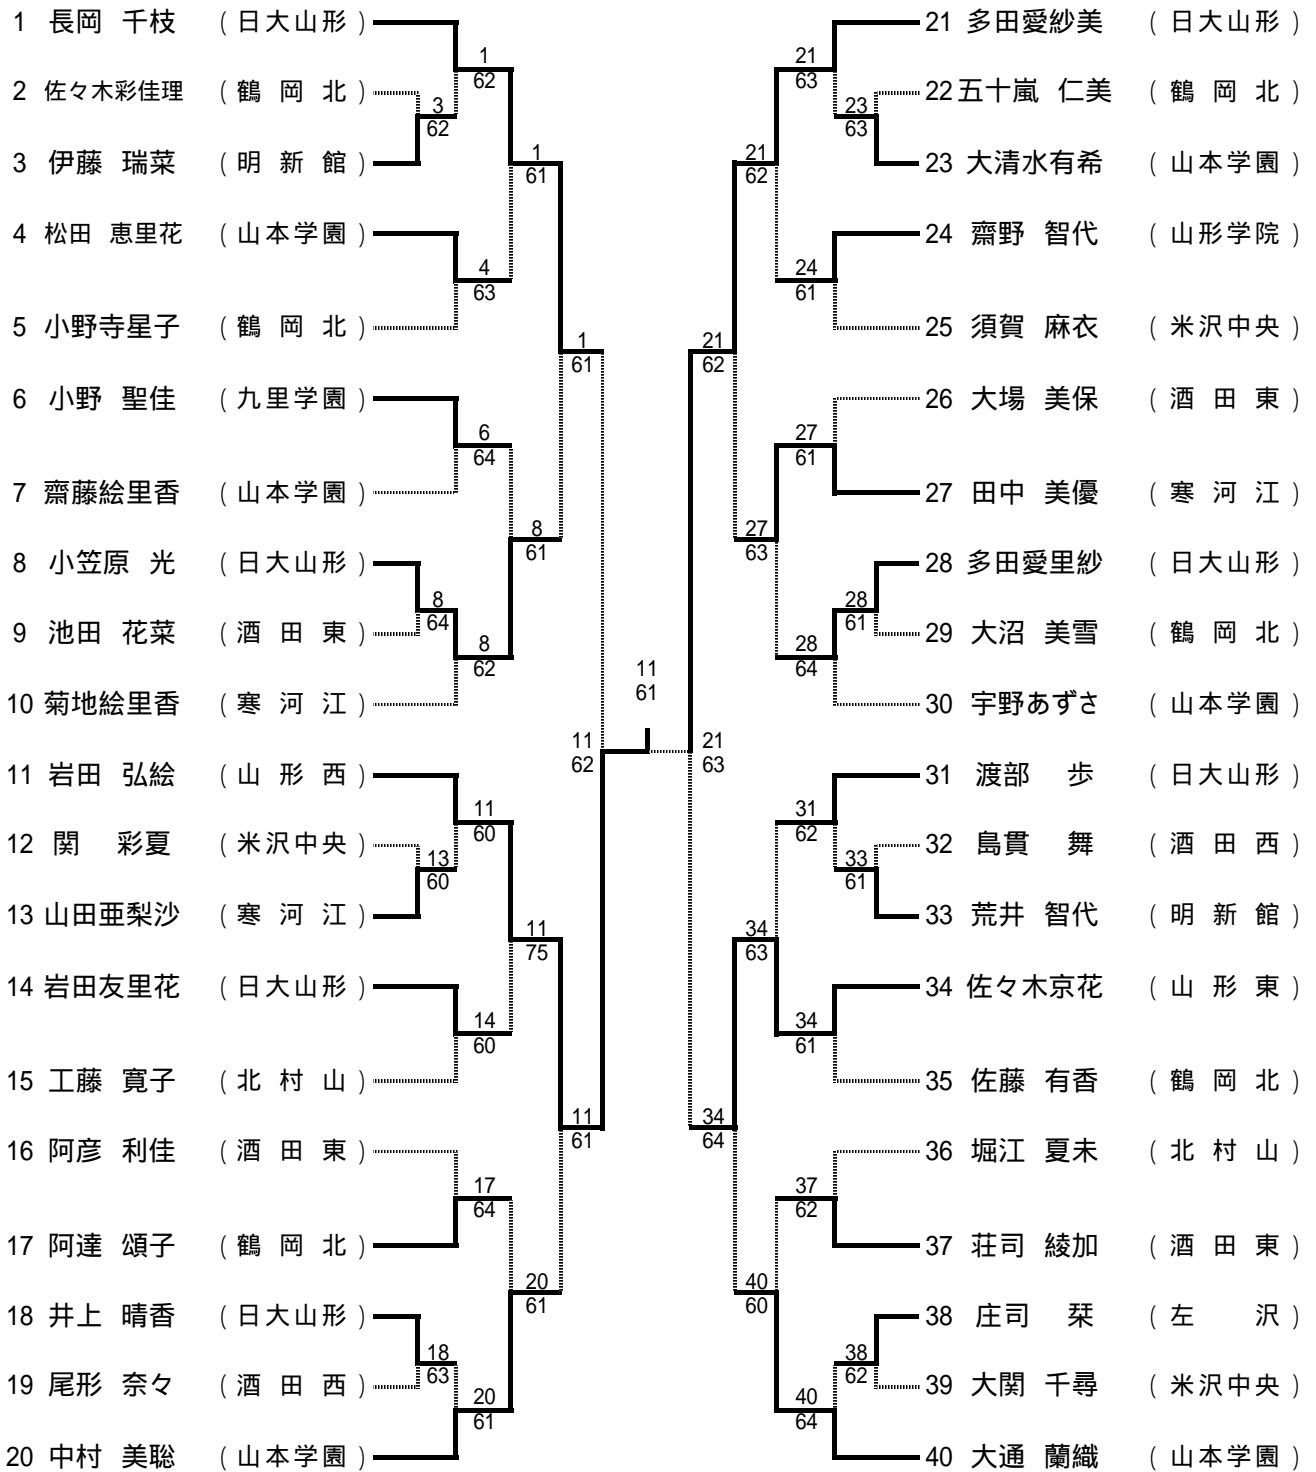 1 長岡 千枝 (日大山形)
2 佐々木彩佳理 (鶴岡北)
3 伊藤 瑞菜 (明新館)
4 松田 恵里花 (山本学園)
5 小野寺星子 (鶴岡北)
6 小野 聖佳 (九里学園)
7 齋藤絵里香 (山本学園)
8 小笠原 光 (日大山形)
9 池田 花菜 (酒田東)
10 菊地絵里香 (寒河江)
11 岩田 弘絵 (山形西)
12 関 彩夏 (米沢中央)
13 山田亜梨沙 (寒河江)
14 岩田友里花 (日大山形)
15 工藤 寛子 (北村山)
16 阿彦 利佳 (酒田東)
17 阿達 頌子 (鶴岡北)
18 井上 晴香 (日大山形)
19 尾形 奈々 (酒田西)
20 中村 美聡 (山本学園)
3
62
8
64
13
60
18
63
1
62
4
63
6
64
8
62
11
60
14
60
17
64
20
61
1
61
8
61
11
75
20
61
1
61
11
61
11
62
11
61
21
63
21
62
34
64
21
62
27
63
34
63
40
60
21
63
24
61
27
61
28
64
31
62
34
61
37
62
40
64
23
63
28
61
33
61
38
62
21 多田愛紗美 (日大山形)
22 五十嵐 仁美 (鶴岡北)
23 大清水有希 (山本学園)
24 齋野 智代 (山形学院)
25 須賀 麻衣 (米沢中央)
26 大場 美保 (酒田東)
27 田中 美優 (寒河江)
28 多田愛里紗 (日大山形)
29 大沼 美雪 (鶴岡北)
30 宇野あずさ (山本学園)
31 渡部 歩 (日大山形)
32 島貫 舞 (酒田西)
33 荒井 智代 (明新館)
34 佐々木京花 (山形東)
35 佐藤 有香 (鶴岡北)
36 堀江 夏未 (北村山)
37 荘司 綾加 (酒田東)
38 庄司 栞 (左沢)
39 大関 千尋 (米沢中央)
40 大通 蘭織 (山本学園)